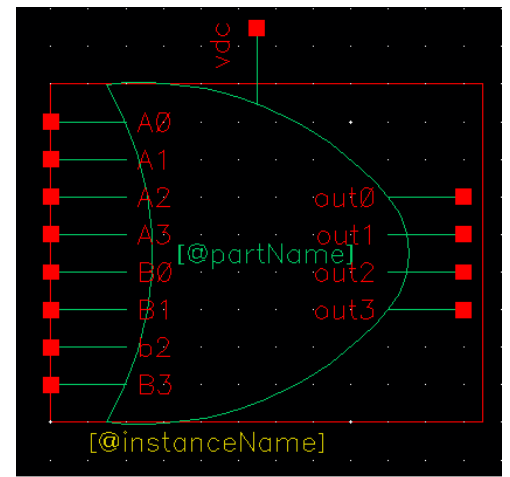 vdc
A0
A1
A2 out0
A3 out1
[@partName]
B0 out2
B1 out3
b2
B3
[@instanceName]